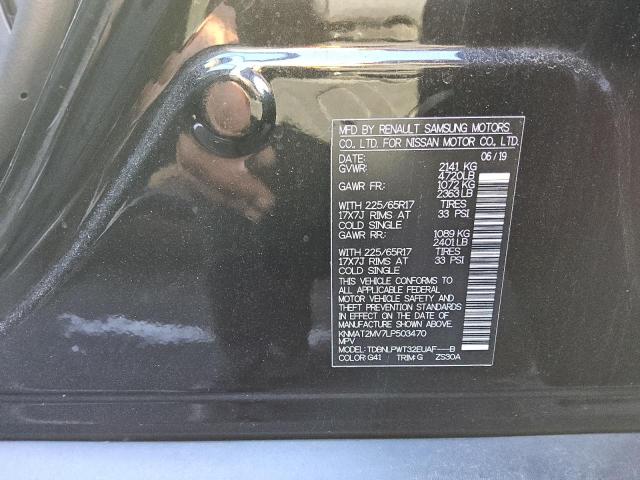 MFD BY RENAULT SAMSUNG MOTORS
CO., LTD. FOR NISSAN MOTOR CO., LTD.
DATE: 06/19
GVWR: 2141 KG
4720LB
GAWR FR: 1072 KG
2363LB
WITH 225/65R17 TIRES
17X7J RIMS AT 33 PSI
COLD SINGLE
GAWR RR: 1089 KG
2401LB
WITH 225/65R17 TIRES
17X7J RIMS AT 33 PSI
COLD SINGLE
THIS VEHICLE CONFORMS TO
ALL APPLICABLE FEDERAL
MOTOR VEHICLE SAFETY AND
THEFT PREVENTION STANDARDS
IN EFFECT ON THE DATE OF
MANUFACTURE SHOWN ABOVE.
KNMAT2MV7LP503470
MPV
MODEL: TDBNLPWT32EUAF---B
COLOR: G41 TRIM: G ZS30A